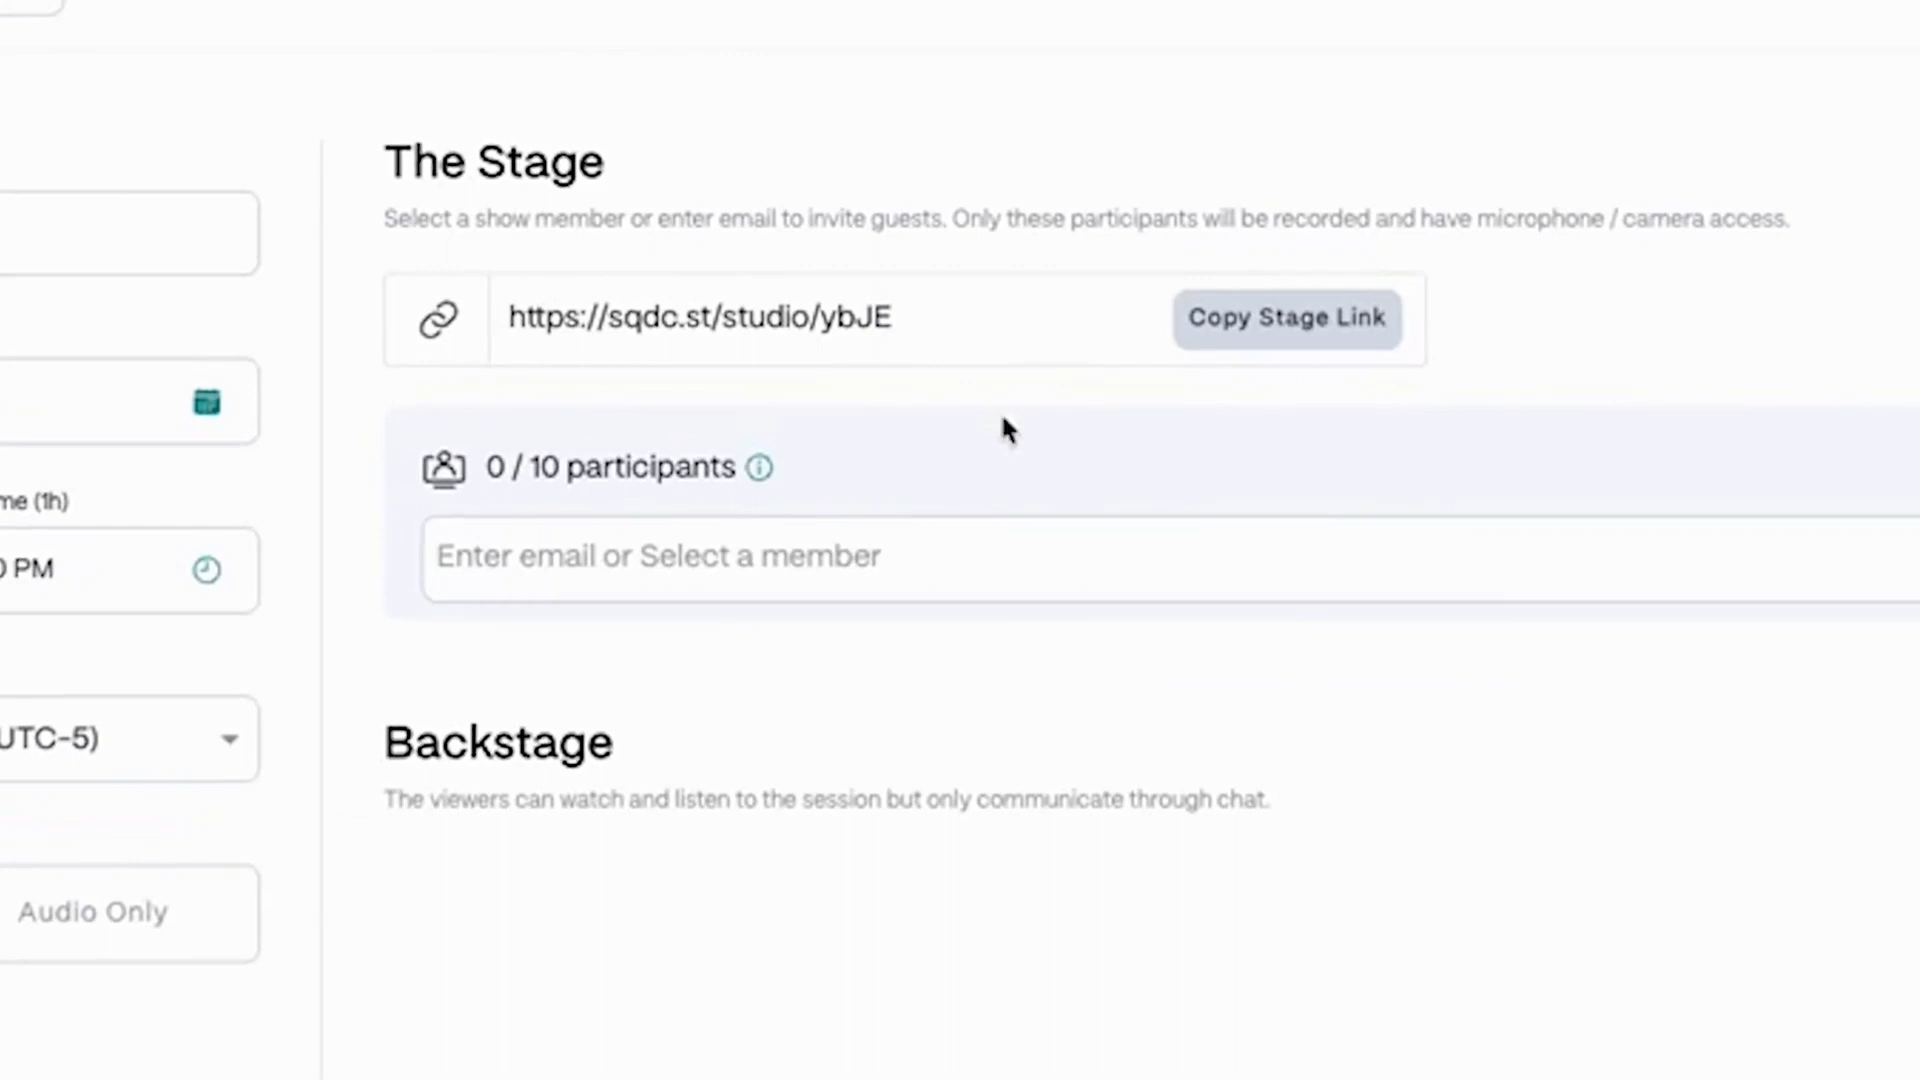 The Stage
Select a show member or enter email to invite guests. Only these participants will be recorded and have microphone / camera access.
https://sqdc.st/studio/ybJE
Copy Stage Link
0 / 10 participants
me (1h)
Enter email or Select a member
0 PM
UTC-5)
Backstage
The viewers can watch and listen to the session but only communicate through chat.
Audio Only